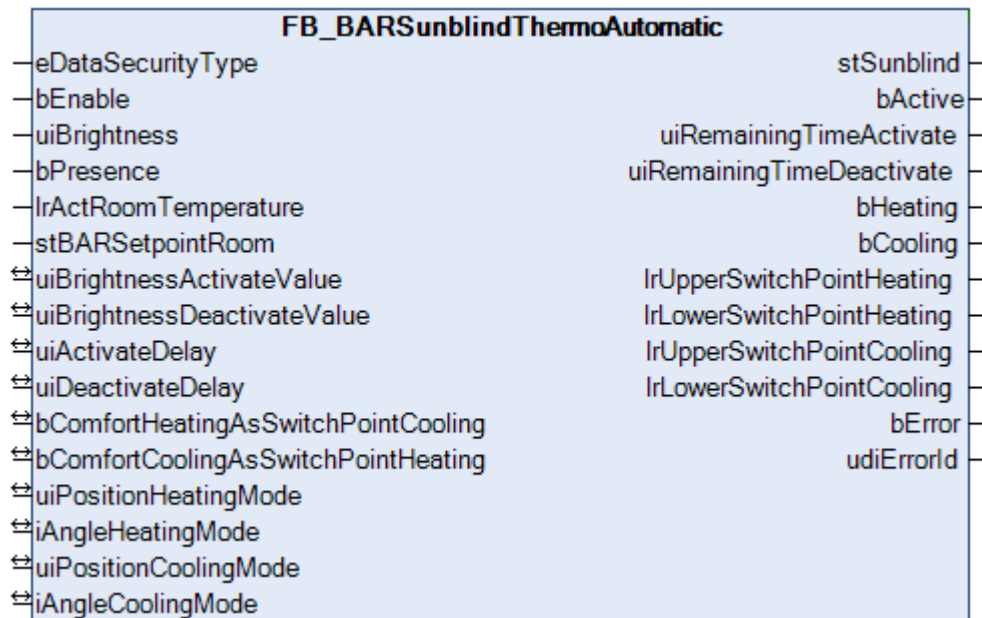 FB_BARSunblindThermoAutomatic
eDataSecurityType stSunblind
bEnable bActive
uiBrightness uiRemainingTimeActivate
bPresence uiRemainingTimeDeactivate
lrActRoomTemperature bHeating
stBARSetpointRoom bCooling
uiBrightnessActivateValue lrUpperSwitchPointHeating
uiBrightnessDeactivateValue lrLowerSwitchPointHeating
uiActivateDelay lrUpperSwitchPointCooling
uiDeactivateDelay lrLowerSwitchPointCooling
bComfortHeatingAsSwitchPointCooling bError
bComfortCoolingAsSwitchPointHeating udiErrorId
uiPositionHeatingMode
iAngleHeatingMode
uiPositionCoolingMode
iAngleCoolingMode